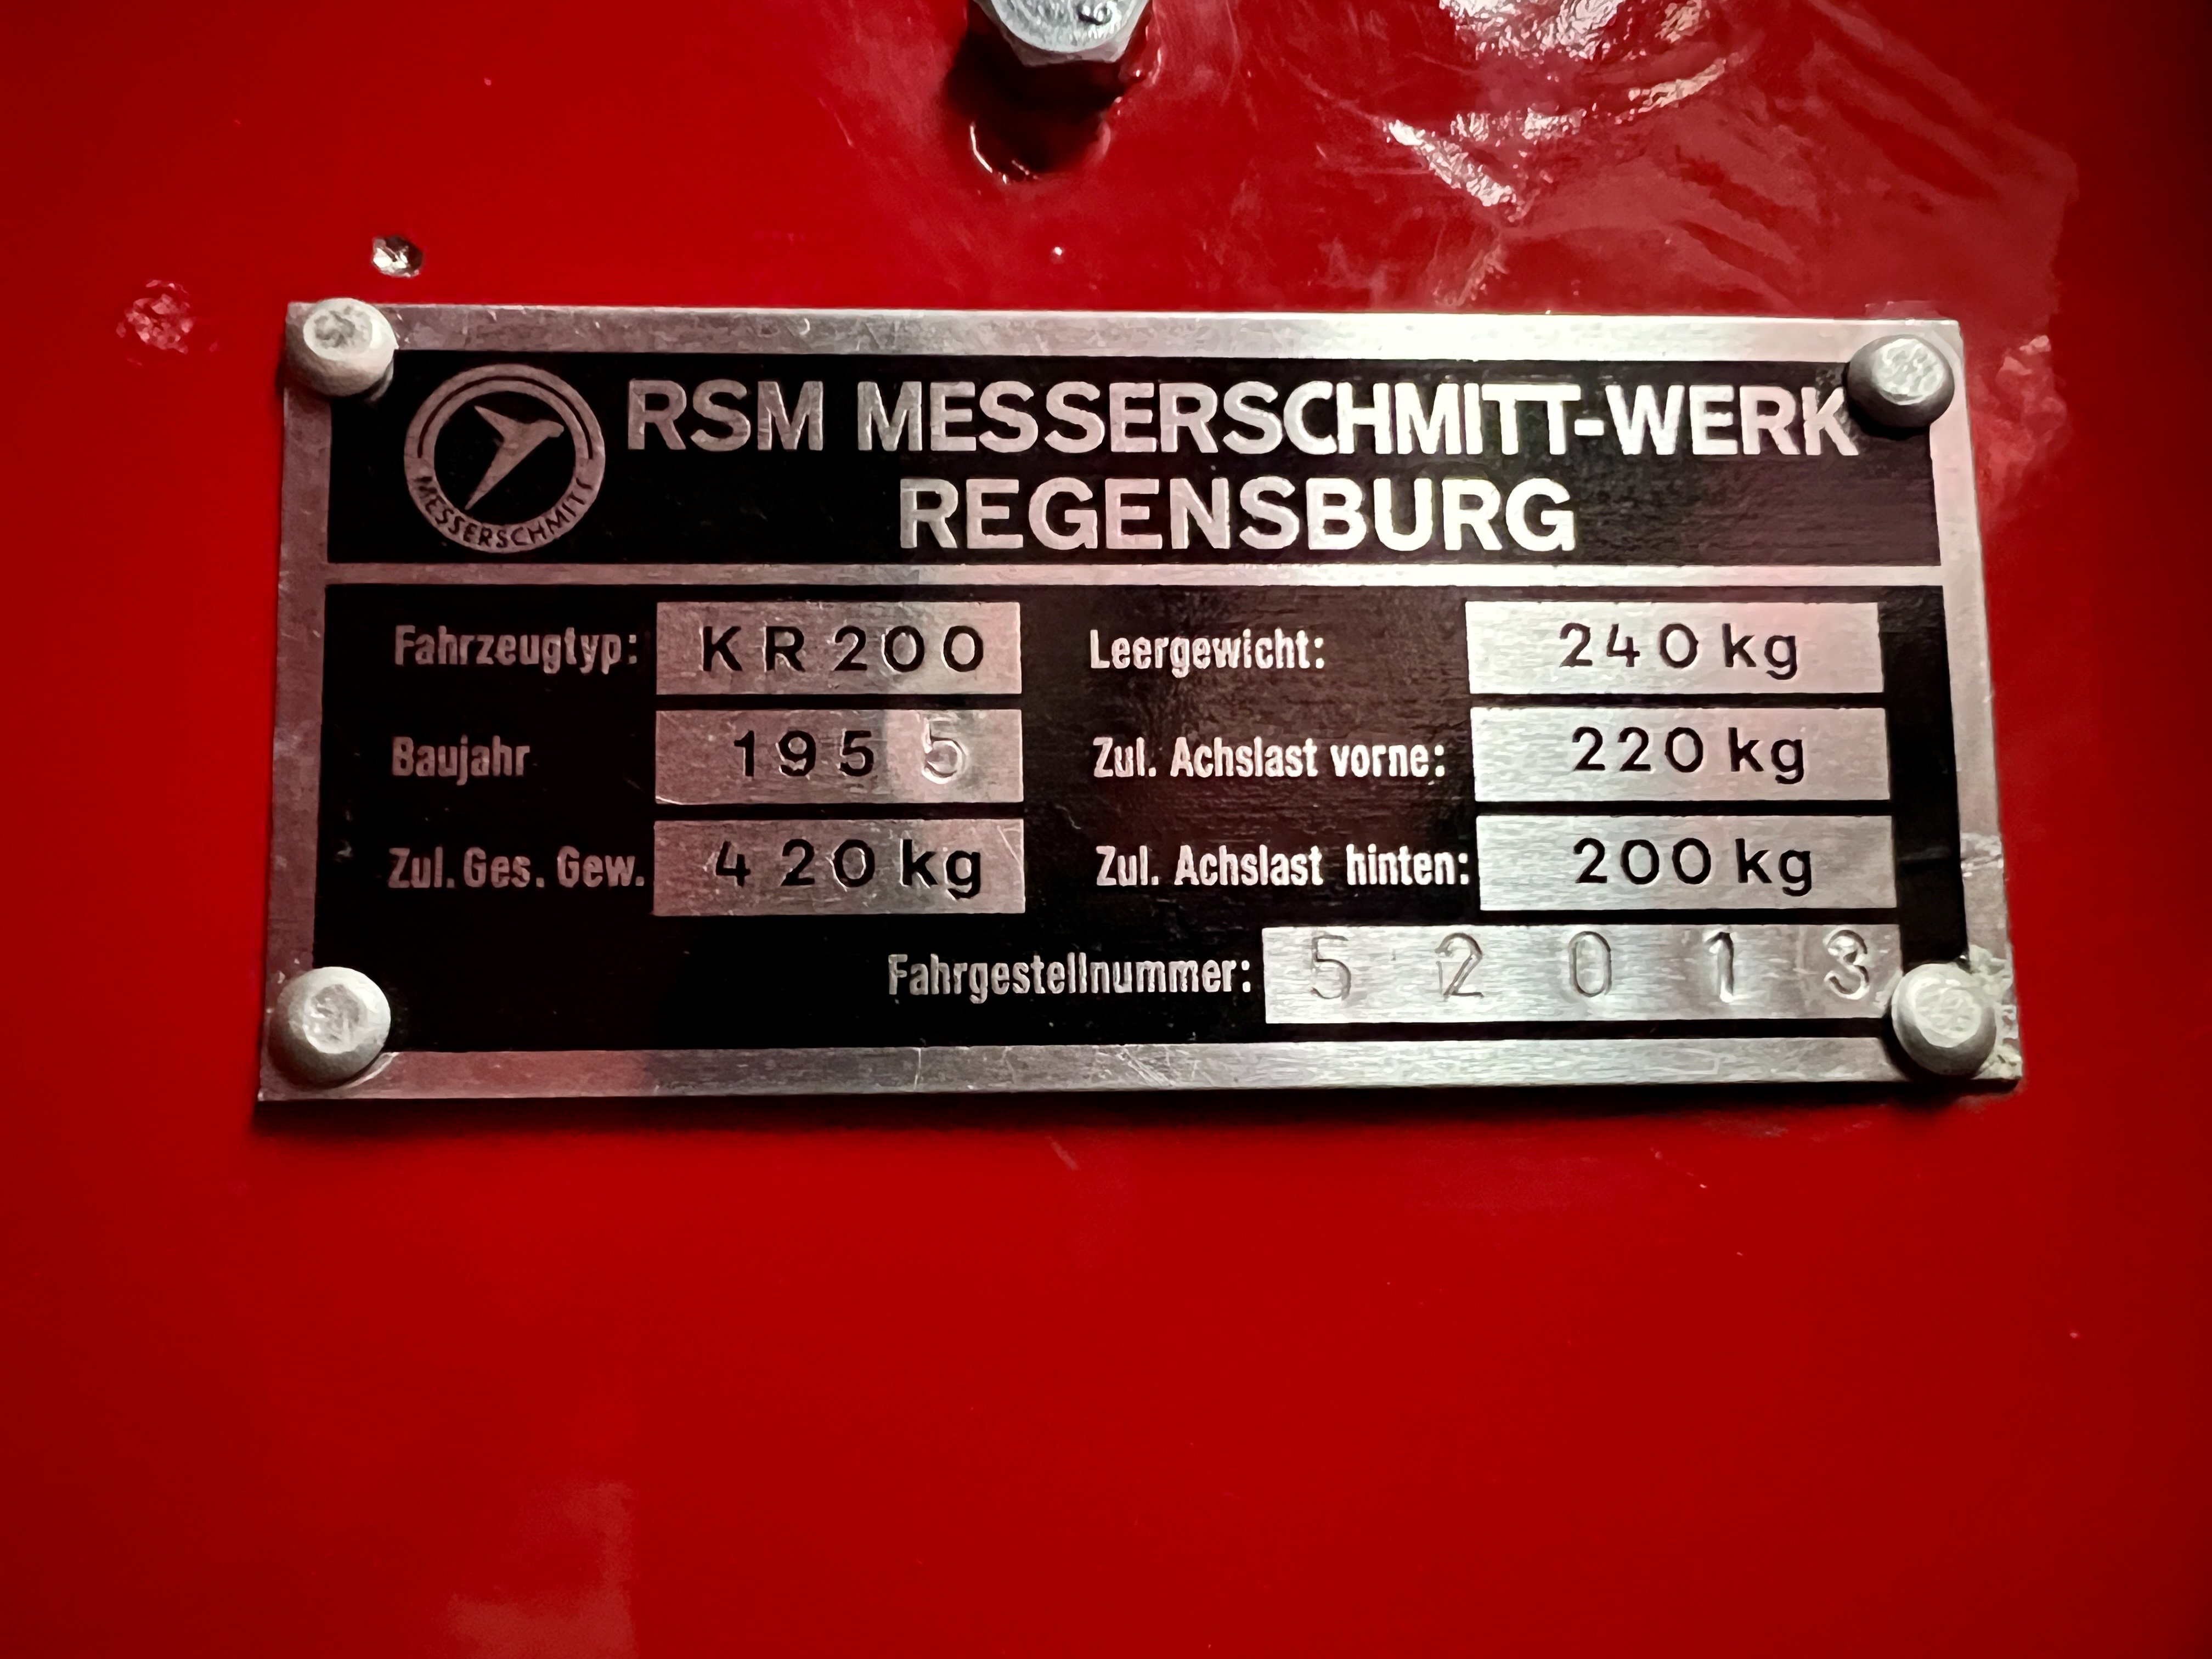 RSM MESSERSCHMITT-WERK
REGENSBURG
MESSERSCHMITT
Fahrzeugtyp: KR200 Leergewicht: 240 kg
Baujahr 1955 Zul. Achslast vorne: 220 kg
Zul. Ges. Gew. 420 kg Zul. Achslast hinten: 200 kg
Fahrgestellnummer: 52013